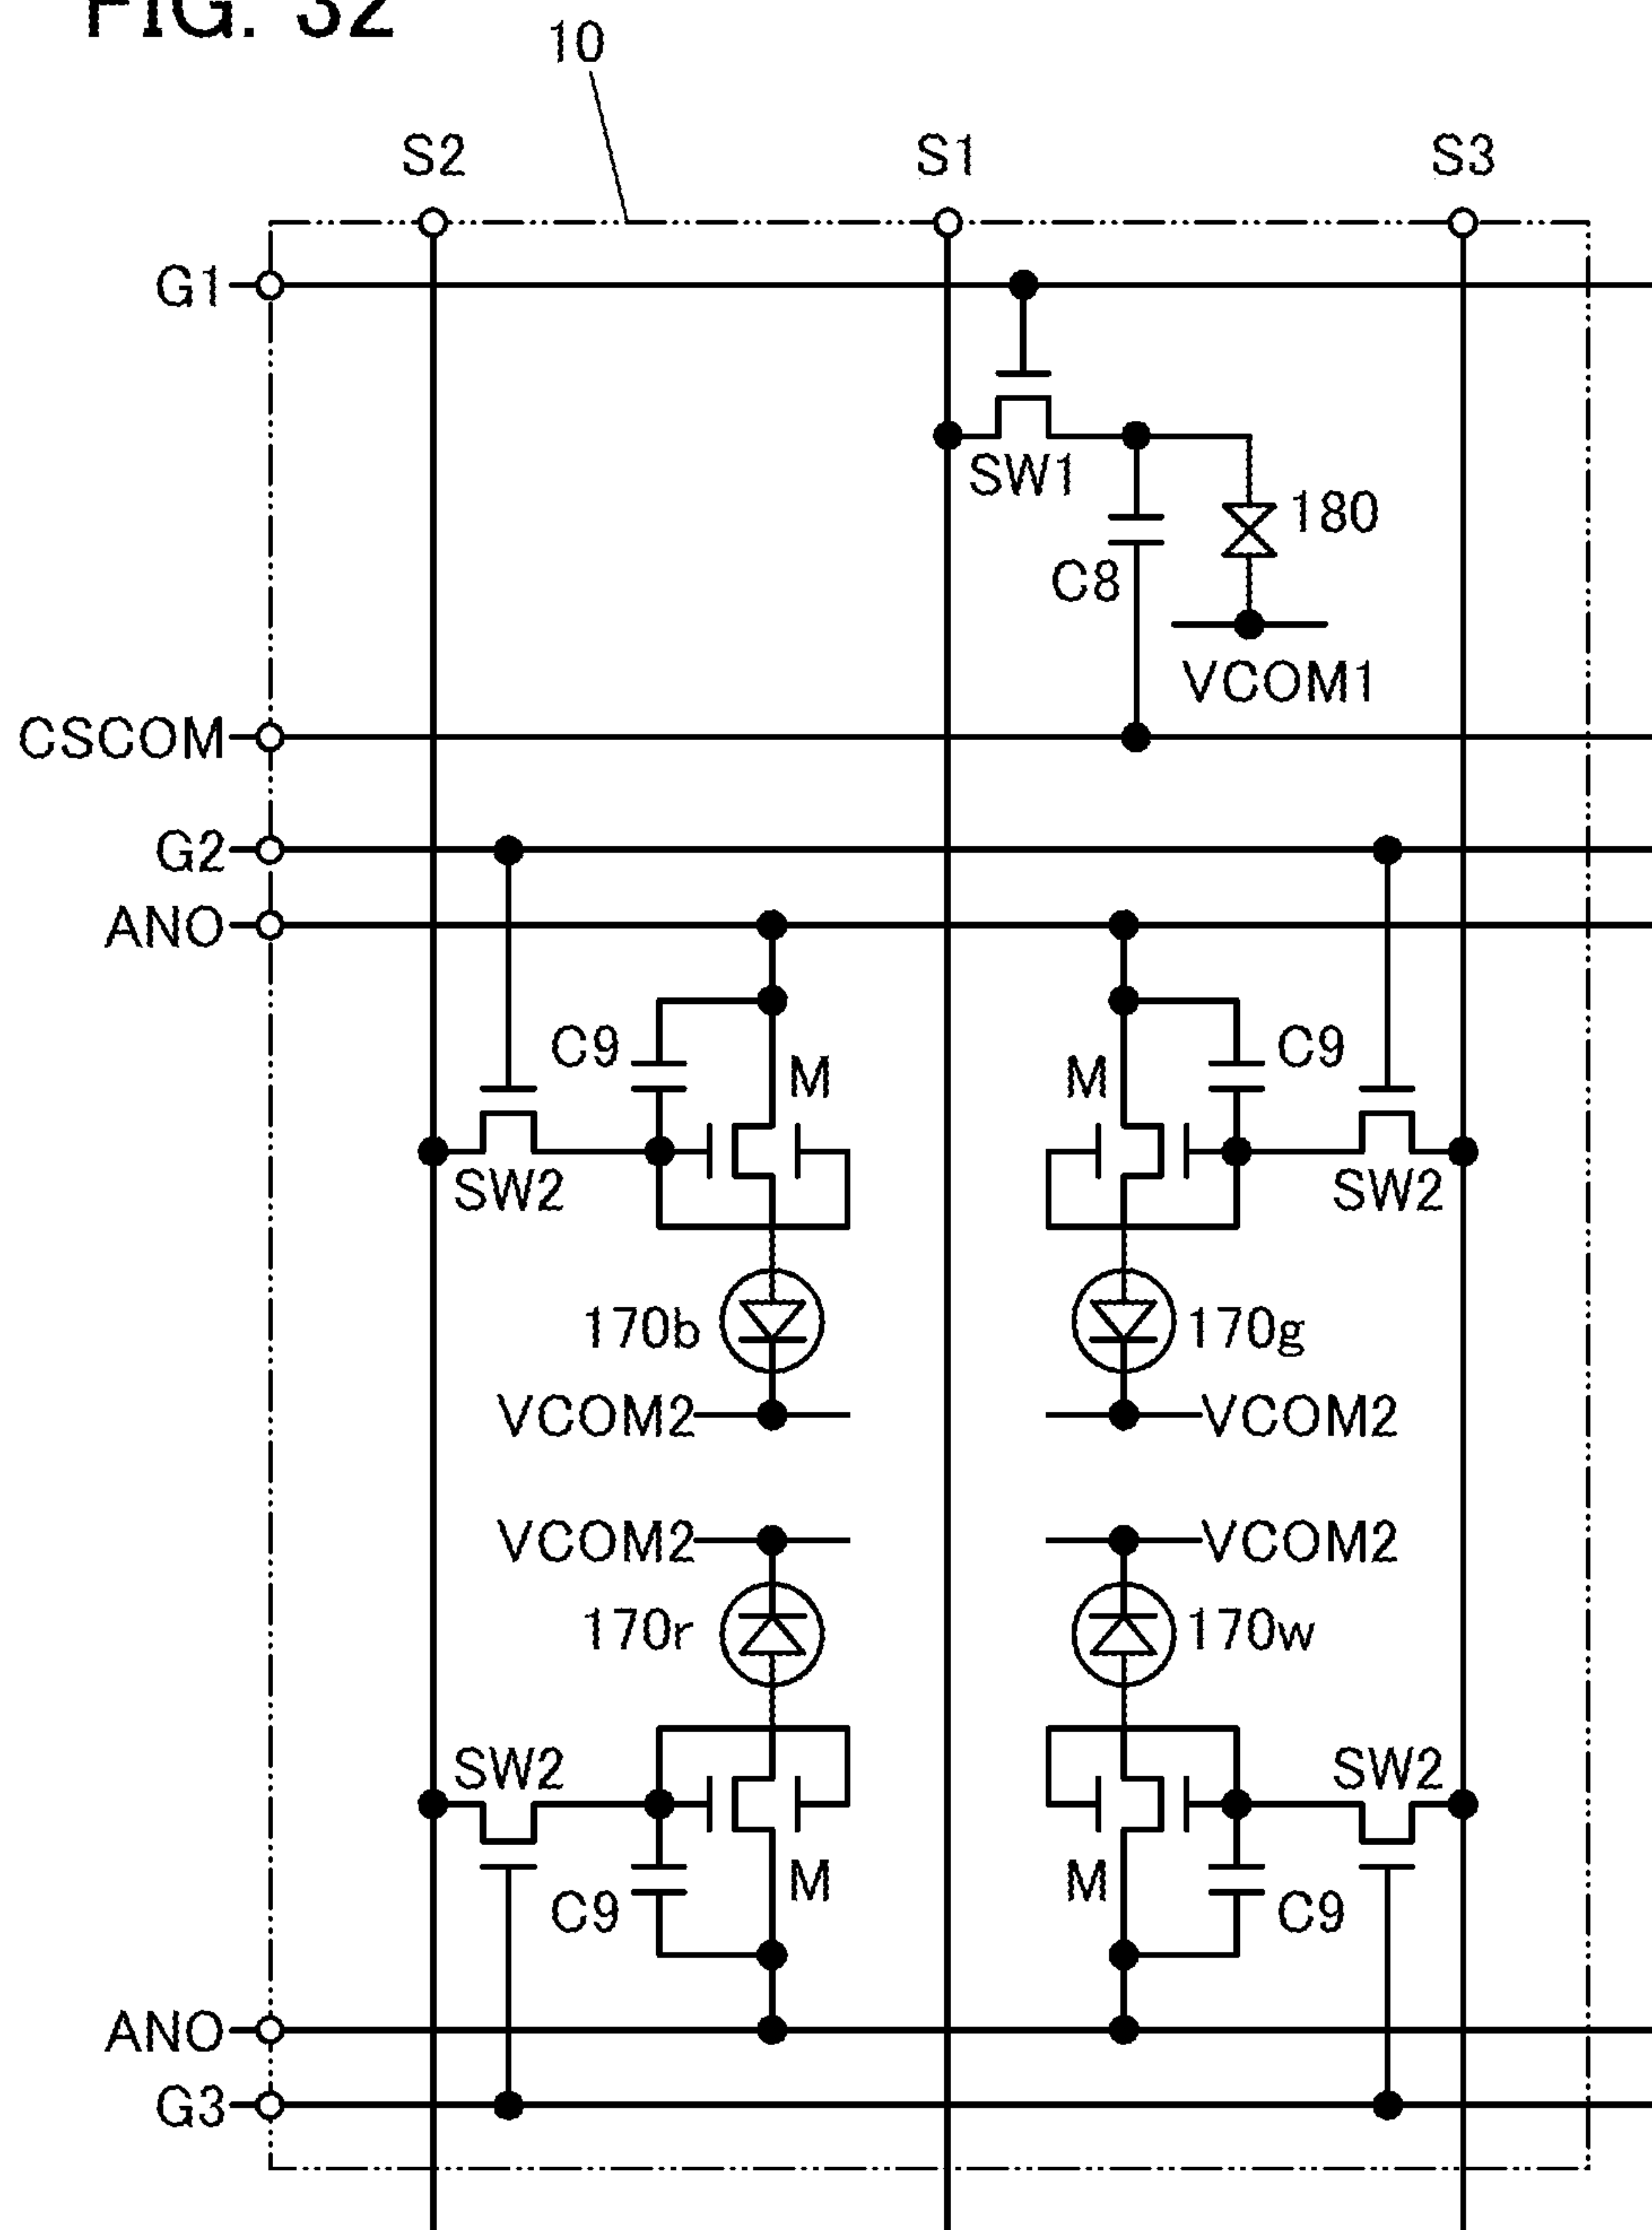 FIG. 32
10
S2 S1 S3
G1
SW1
180
C8
VCOM1
CSCOM
G2
ANO
C9 M M C9
SW2 SW2
170b 170g
VCOM2 VCOM2
VCOM2 VCOM2
170r 170w
SW2 SW2
C9 M M C9
ANO
G3